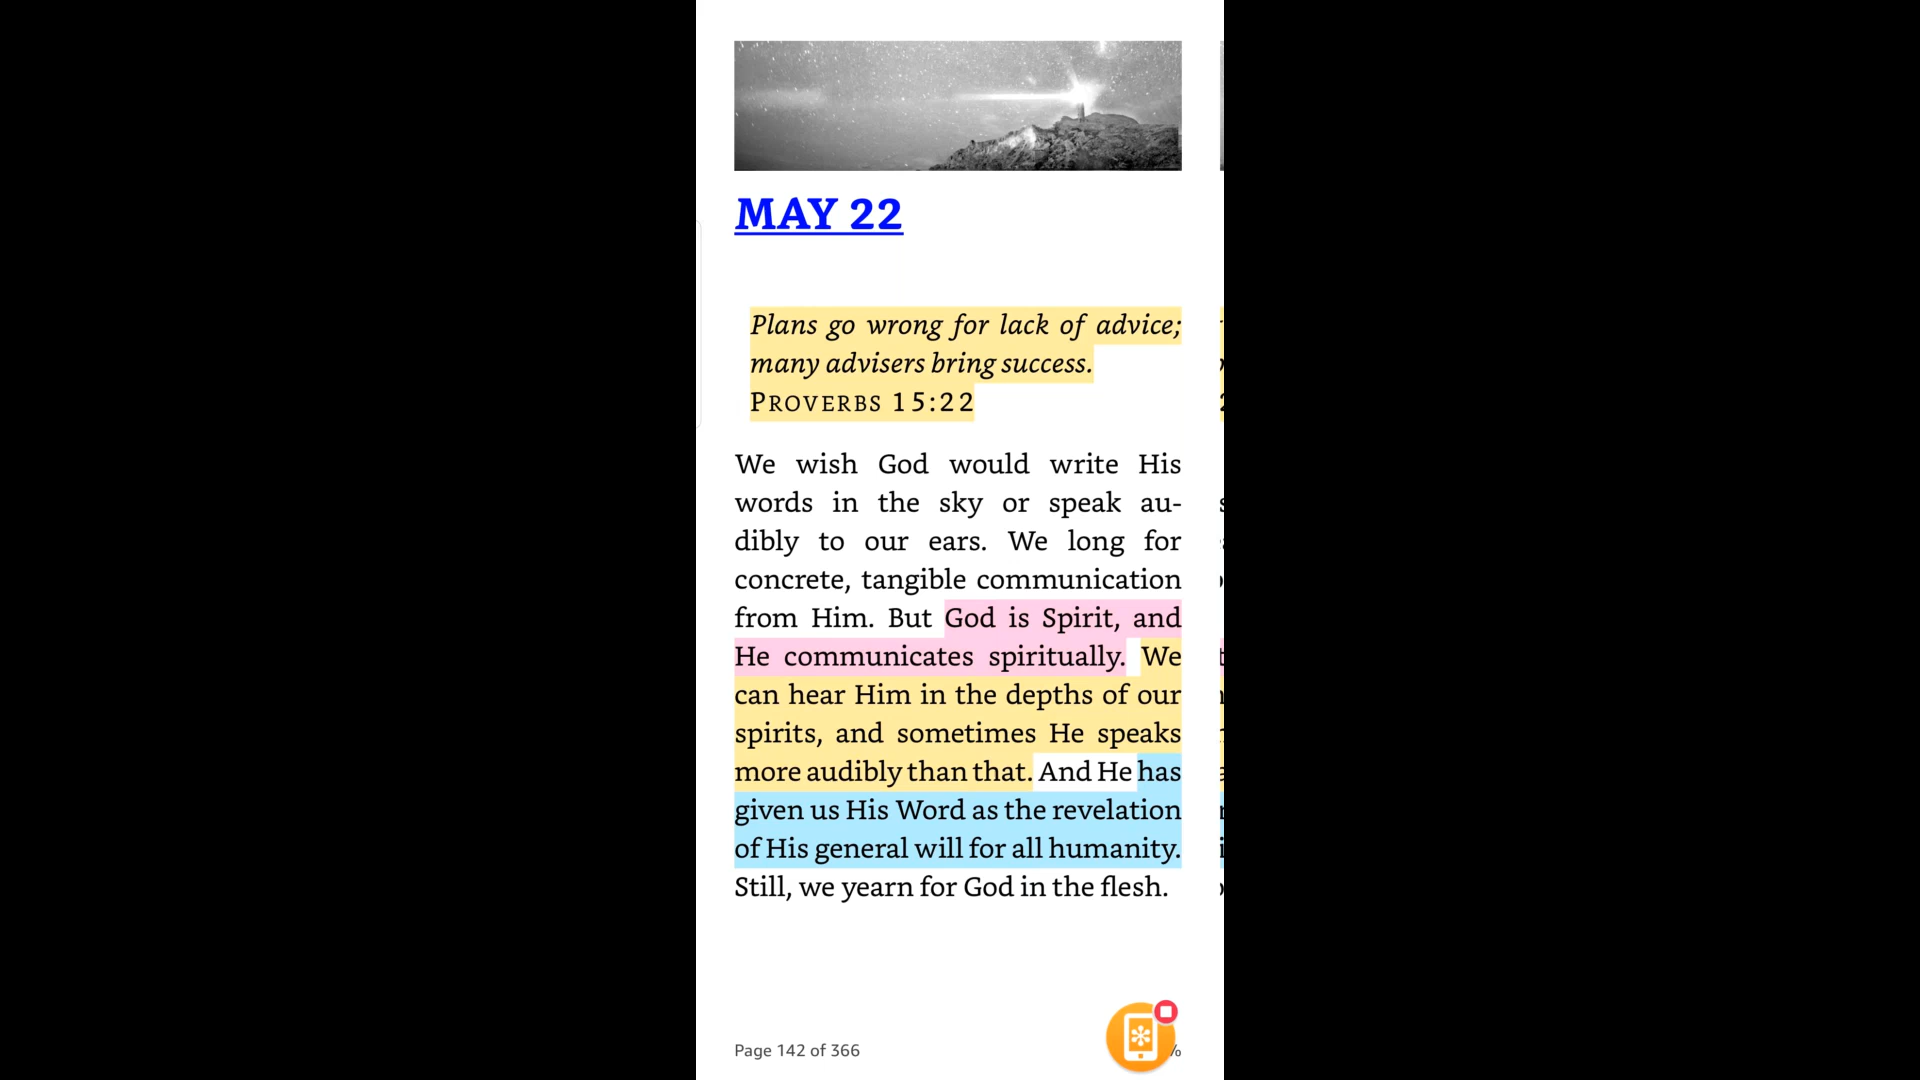 MAY 22
Plans go wrong for lack of advice;
many advisers bring success.
PROVERBS 15:22
We wish God would write His
words in the sky or speak au-
dibly to our ears. We long for
concrete, tangible communication
from Him. But God is Spirit, and
He communicates spiritually. We
can hear Him in the depths of our
spirits, and sometimes He speaks
more audibly than that. And He has
given us His Word as the revelation
of His general will for all humanity.
Still, we yearn for God in the flesh.
Page 142 of 366
%